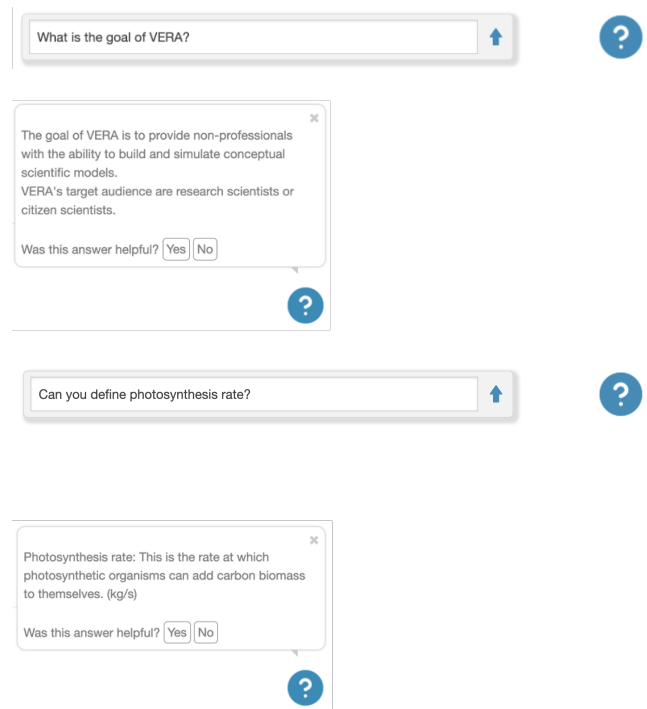 What is the goal of VERA?
?
✖
The goal of VERA is to provide non-professionals
with the ability to build and simulate conceptual
scientific models.
VERA's target audience are research scientists or
citizen scientists.
Was this answer helpful? Yes No
?
Can you define photosynthesis rate?
?
✖
Photosynthesis rate: This is the rate at which
photosynthetic organisms can add carbon biomass
to themselves. (kg/s)
Was this answer helpful? Yes No
?